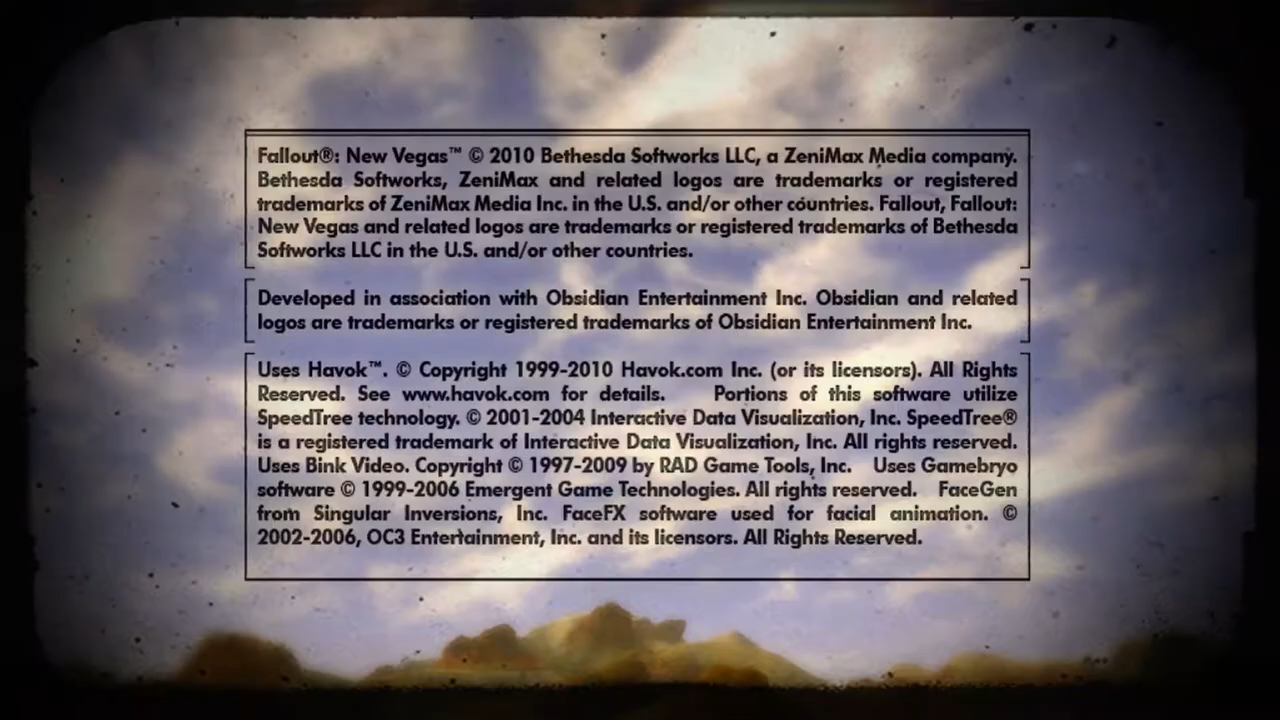 Fallout®: New Vegas™ © 2010 Bethesda Softworks LLC, a ZeniMax Media company.
Bethesda Softworks, ZeniMax and related logos are trademarks or registered
trademarks of ZeniMax Media Inc. in the U.S. and/or other countries. Fallout, Fallout:
New Vegas and related logos are trademarks or registered trademarks of Bethesda
Softworks LLC in the U.S. and/or other countries.
Developed in association with Obsidian Entertainment Inc. Obsidian and related
logos are trademarks or registered trademarks of Obsidian Entertainment Inc.
Uses Havok™. © Copyright 1999-2010 Havok.com Inc. (or its licensors). All Rights
Reserved. See www.havok.com for details. Portions of this software utilize
SpeedTree technology. © 2001-2004 Interactive Data Visualization, Inc. SpeedTree®
is a registered trademark of Interactive Data Visualization, Inc. All rights reserved.
Uses Bink Video. Copyright © 1997-2009 by RAD Game Tools, Inc. Uses Gamebryo
software © 1999-2006 Emergent Game Technologies. All rights reserved. FaceGen
from Singular Inversions, Inc. FaceFX software used for facial animation. ©
2002-2006, OC3 Entertainment, Inc. and its licensors. All Rights Reserved.